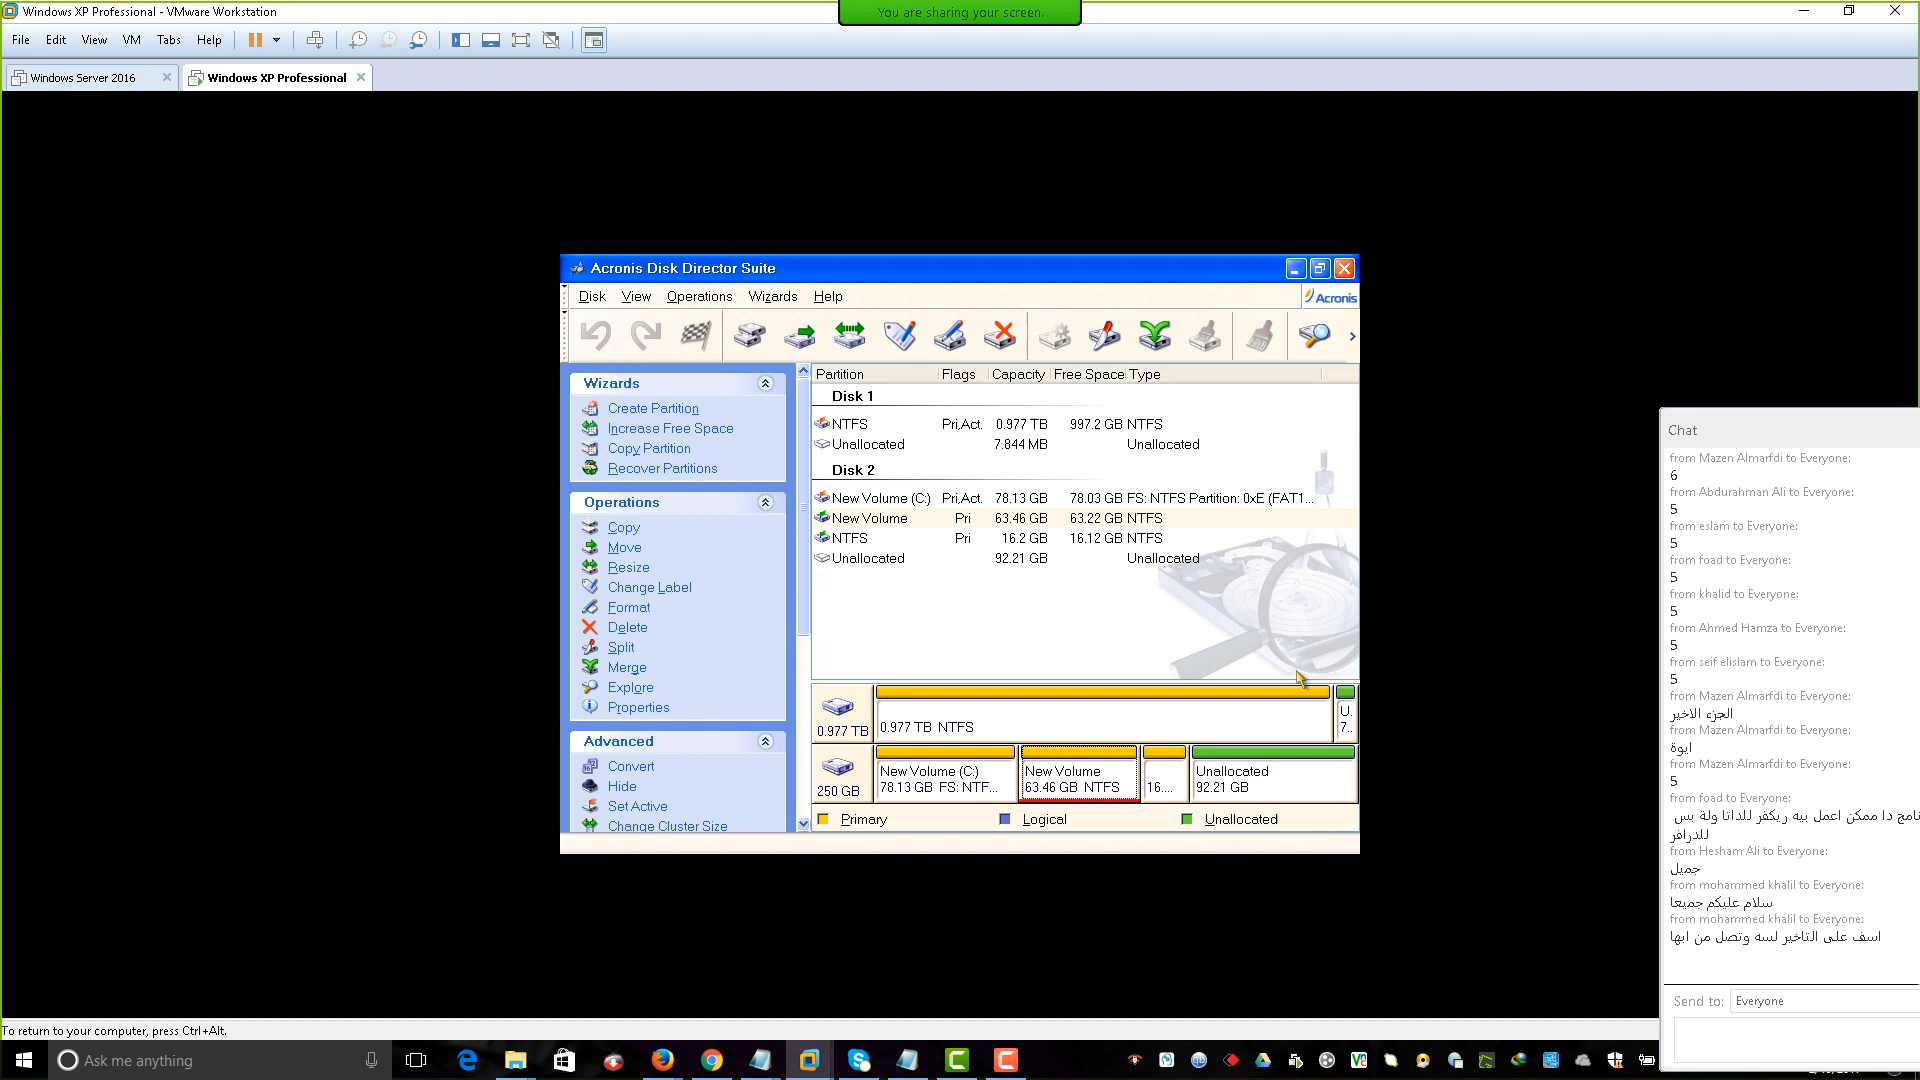 Windows XP Professional - VMware Workstation
You are sharing your screen.
File Edit View VM Tabs Help
Windows Server 2016
Windows XP Professional
Acronis Disk Director Suite
Disk View Operations Wizards Help
Acronis
Wizards
Create Partition
Increase Free Space
Copy Partition
Recover Partitions
Operations
Copy
Move
Resize
Change Label
Format
Delete
Split
Merge
Explore
Properties
Advanced
Convert
Hide
Set Active
Change Cluster Size
Partition Flags Capacity Free Space Type
Disk 1
NTFS Pri,Act. 0.977 TB 997.2 GB NTFS
Unallocated 7.844 MB Unallocated
Disk 2
New Volume (C:) Pri,Act. 78.13 GB 78.03 GB FS: NTFS Partition: 0xE (FAT1...
New Volume Pri 63.46 GB 63.22 GB NTFS
NTFS Pri 16.2 GB 16.12 GB NTFS
Unallocated 92.21 GB Unallocated
0.977 TB
0.977 TB NTFS
U.
7..
250 GB
New Volume (C:)
78.13 GB FS: NTF...
New Volume
63.46 GB NTFS
16....
Unallocated
92.21 GB
Primary Logical Unallocated
Chat
from Mazen Almarfdi to Everyone:
6
from Abdurahman Ali to Everyone:
5
from eslam to Everyone:
5
from foad to Everyone:
5
from khalid to Everyone:
5
from Ahmed Hamza to Everyone:
5
from seif elislam to Everyone:
5
from Mazen Almarfdi to Everyone:
الجزء الاخير
from Mazen Almarfdi to Everyone:
ايوة
from Mazen Almarfdi to Everyone:
5
from foad to Everyone:
نامج دا ممكن اعمل بيه ريكفر للداتا ولة بس
للدرافر
from Hesham Ali to Everyone:
جميل
from mohammed khalil to Everyone:
سلام عليكم جميعا
from mohammed khalil to Everyone:
اسف على التاخير لسه وتصل من ابها
Send to: Everyone
To return to your computer, press Ctrl+Alt.
Ask me anything